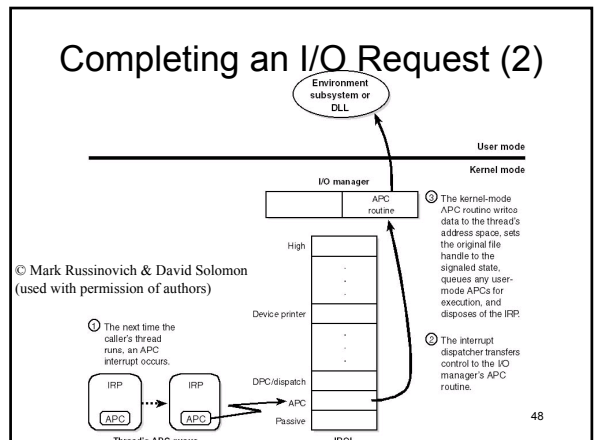 Completing an I/O Request (2)
Environment
subsystem or
DLL
User mode
Kernel mode
I/O manager
APC
routine
③ The kernel-mode
APC routine writes
data to the thread's
address space, sets
the original file
handle to the
signaled state,
queues any user-
mode APCs for
execution, and
disposes of the IRP.
High
© Mark Russinovich & David Solomon
(used with permission of authors)
Device printer
① The next time the
caller's thread
runs, an APC
interrupt occurs.
② The interrupt
dispatcher transfers
control to the I/O
manager's APC
routine.
IRP
IRP
DPC/dispatch
APC
APC
APC
Passive
48
Thread's APC queue
IRQL